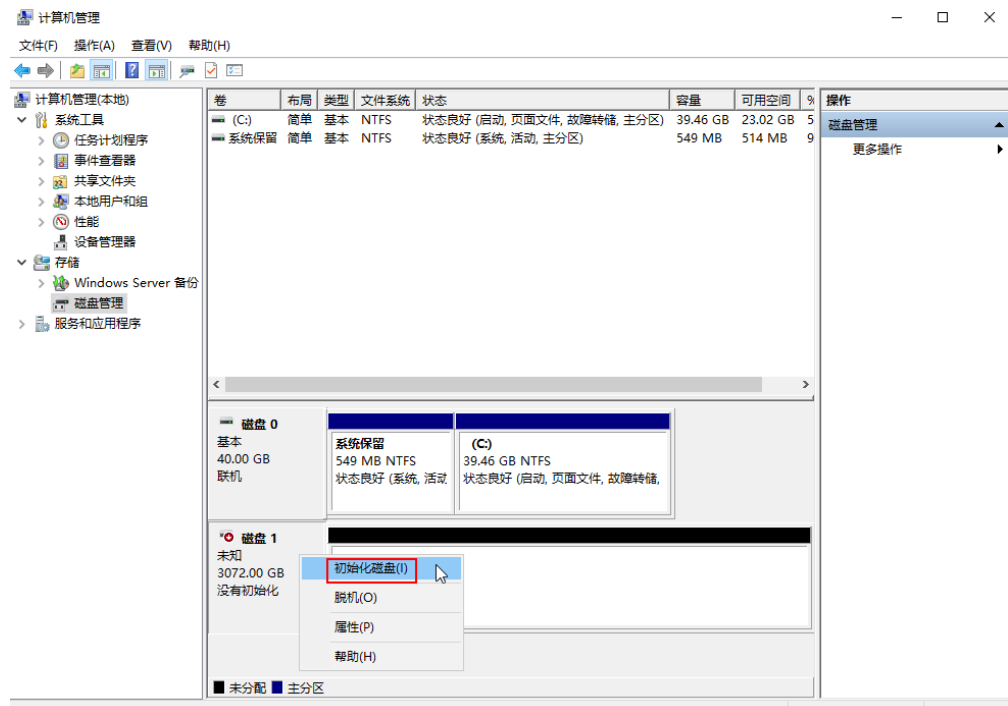 计算机管理
文件(F) 操作(A) 查看(V) 帮助(H)
计算机管理(本地)
系统工具
任务计划程序
事件查看器
共享文件夹
本地用户和组
性能
设备管理器
存储
Windows Server 备份
磁盘管理
服务和应用程序
卷 布局 类型 文件系统 状态 容量 可用空间 %
(C:) 简单 基本 NTFS 状态良好 (启动, 页面文件, 故障转储, 主分区) 39.46 GB 23.02 GB 5
系统保留 简单 基本 NTFS 状态良好 (系统, 活动, 主分区) 549 MB 514 MB 9
磁盘 0
基本
40.00 GB
联机
系统保留
549 MB NTFS
状态良好 (系统, 活动
(C:)
39.46 GB NTFS
状态良好 (启动, 页面文件, 故障转储,
磁盘 1
未知
3072.00 GB
没有初始化
初始化磁盘(I)
脱机(O)
属性(P)
帮助(H)
未分配 主分区
操作
磁盘管理
更多操作